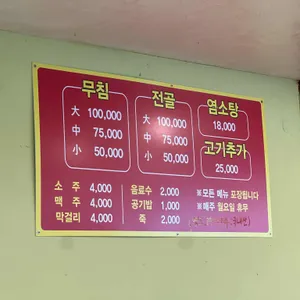 무침
大 100,000
中 75,000
小 50,000
전골
大 100,000
中 75,000
小 50,000
염소탕
18,000
고기추가
25,000
소 주 4,000
맥 주 4,000
막걸리 4,000
음료수 2,000
공기밥 1,000
죽 2,000
※모든 메뉴 포장됩니다
※매주 월요일 휴무